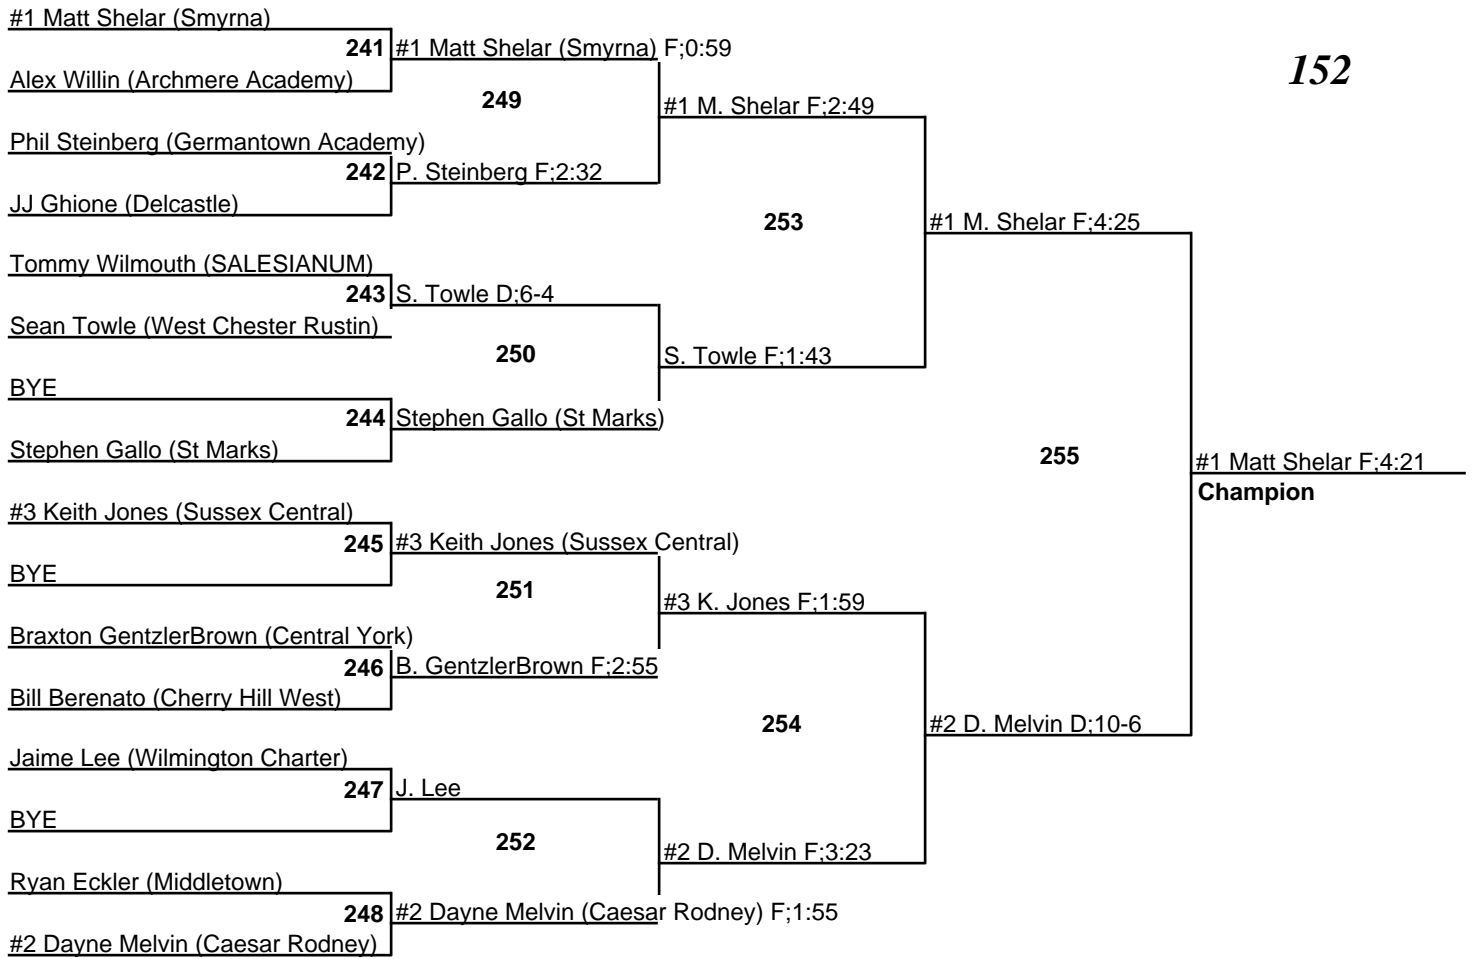 #1 Matt Shelar (Smyrna)
241 #1 Matt Shelar (Smyrna) F;0:59
152
Alex Willin (Archmere Academy)
249
#1 M. Shelar F;2:49
Phil Steinberg (Germantown Academy)
242 P. Steinberg F;2:32
JJ Ghione (Delcastle)
253
#1 M. Shelar F;4:25
Tommy Wilmouth (SALESIANUM)
243 S. Towle D;6-4
Sean Towle (West Chester Rustin)
250
S. Towle F;1:43
BYE
244 Stephen Gallo (St Marks)
Stephen Gallo (St Marks)
255
#1 Matt Shelar F;4:21
Champion
#3 Keith Jones (Sussex Central)
245 #3 Keith Jones (Sussex Central)
BYE
251
#3 K. Jones F;1:59
Braxton GentzlerBrown (Central York)
246 B. GentzlerBrown F;2:55
Bill Berenato (Cherry Hill West)
254
#2 D. Melvin D;10-6
Jaime Lee (Wilmington Charter)
247 J. Lee
BYE
252
#2 D. Melvin F;3:23
Ryan Eckler (Middletown)
248 #2 Dayne Melvin (Caesar Rodney) F;1:55
#2 Dayne Melvin (Caesar Rodney)